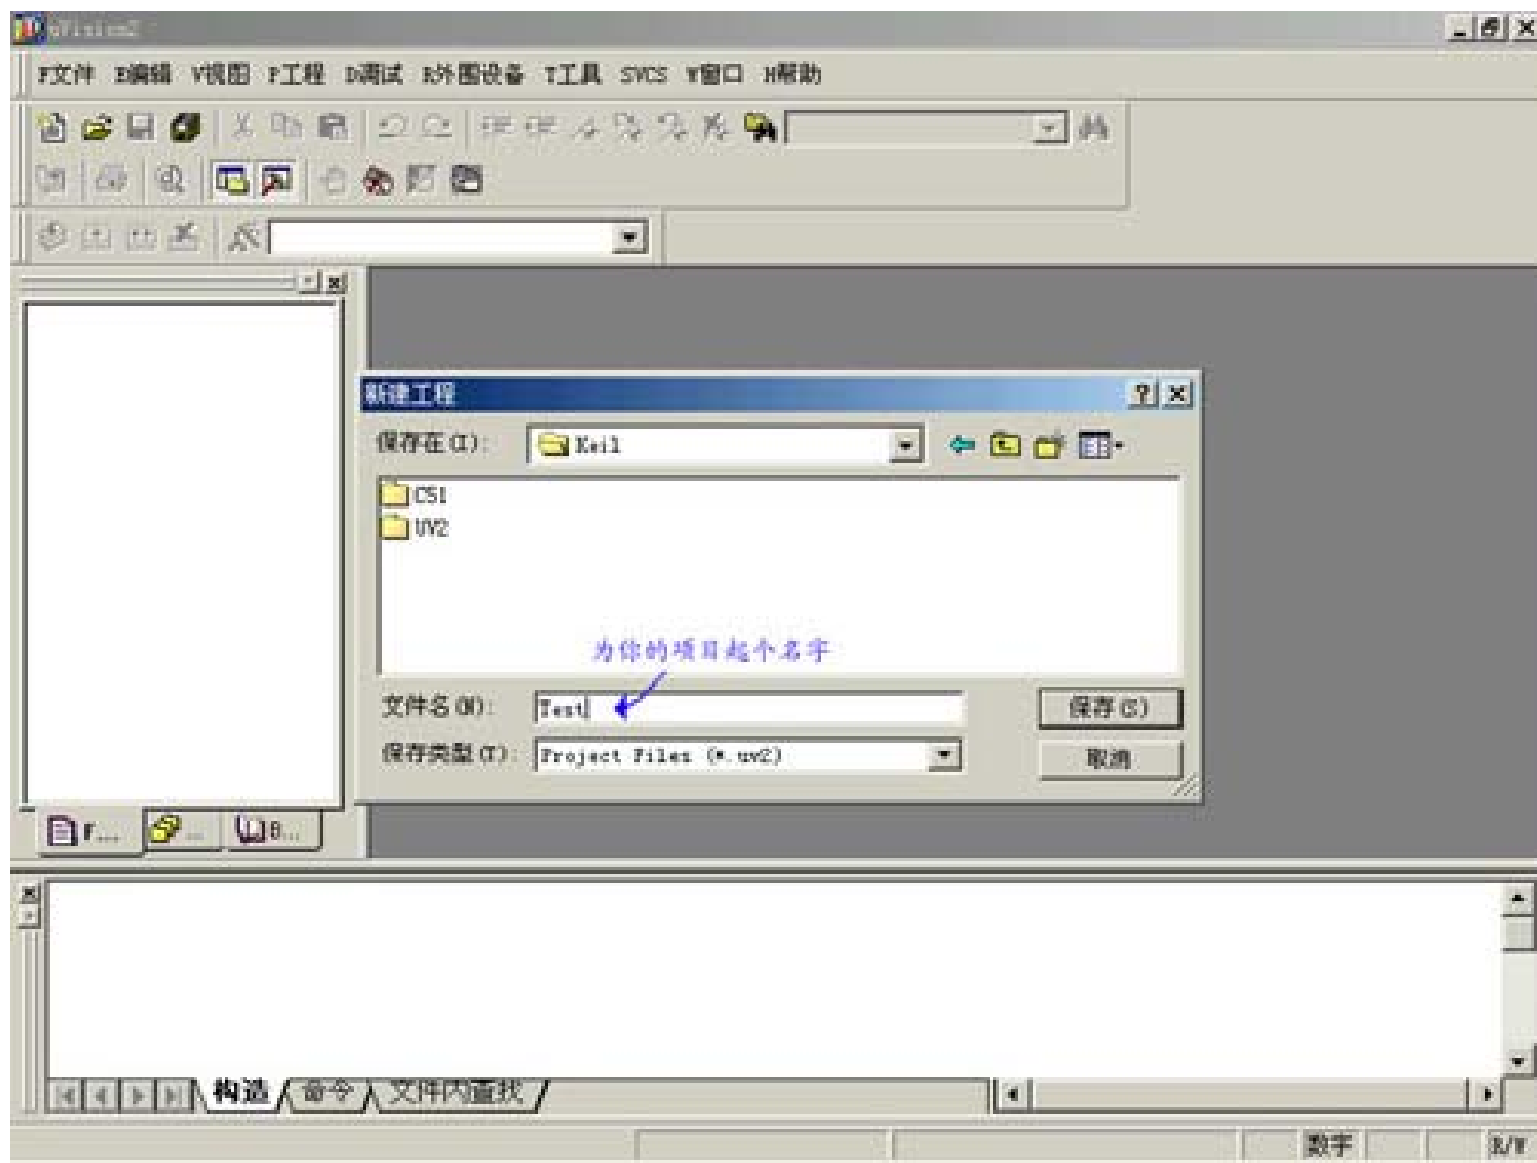 uVision2
F文件 E编辑 V视图 P工程 D调试 R外围设备 T工具 SVCS W窗口 H帮助
新建工程
保存在(I): Keil
C51
UV2
为你的项目起个名字
文件名(N): Test 保存(S)
保存类型(T): Project Files (*.uv2) 取消
F... ... B...
构造 命令 文件内查找
数字 R/W